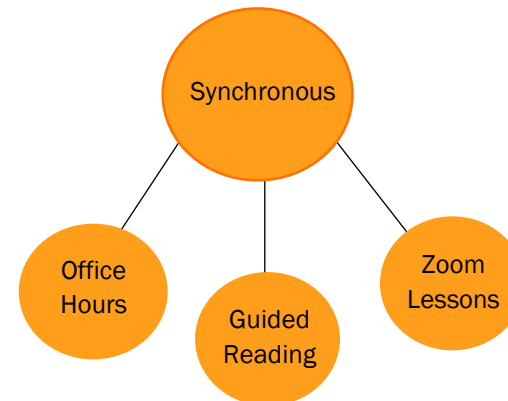 Synchronous
Office
Hours
Guided
Reading
Zoom
Lessons